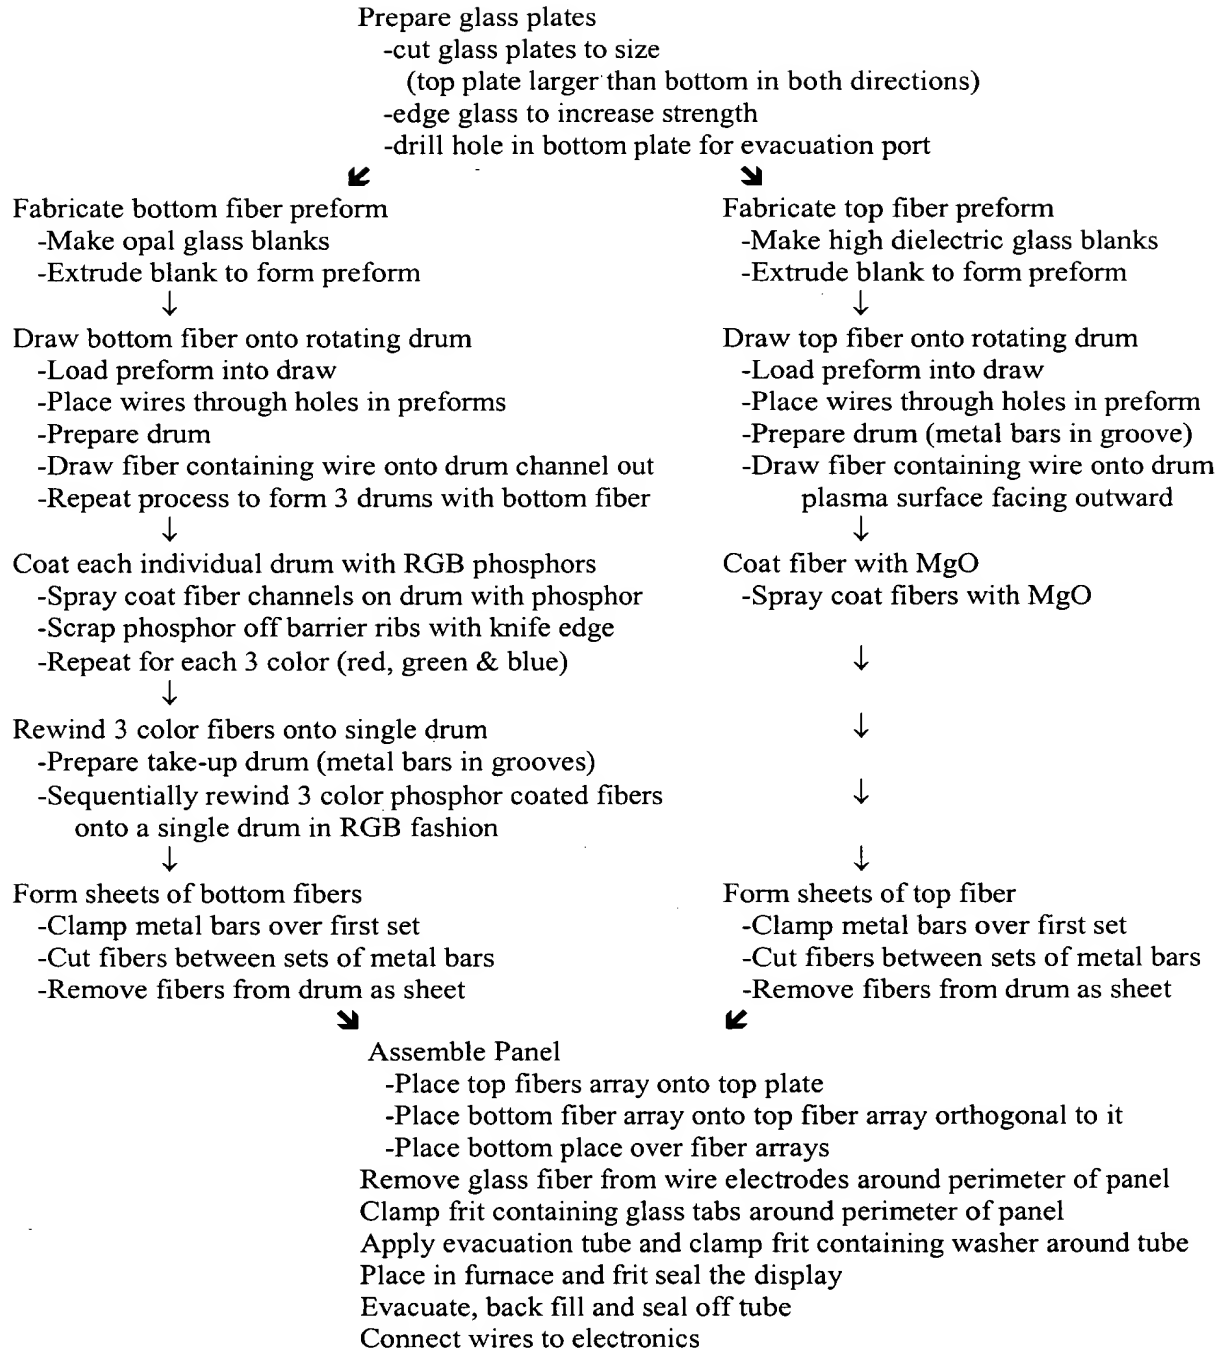 Prepare glass plates
-cut glass plates to size
(top plate larger than bottom in both directions)
-edge glass to increase strength
-drill hole in bottom plate for evacuation port
Fabricate bottom fiber preform
-Make opal glass blanks
-Extrude blank to form preform
Draw bottom fiber onto rotating drum
-Load preform into draw
-Place wires through holes in preforms
-Prepare drum
-Draw fiber containing wire onto drum channel out
-Repeat process to form 3 drums with bottom fiber
Coat each individual drum with RGB phosphors
-Spray coat fiber channels on drum with phosphor
-Scrap phosphor off barrier ribs with knife edge
-Repeat for each 3 color (red, green & blue)
Rewind 3 color fibers onto single drum
-Prepare take-up drum (metal bars in grooves)
-Sequentially rewind 3 color phosphor coated fibers
onto a single drum in RGB fashion
Form sheets of bottom fibers
-Clamp metal bars over first set
-Cut fibers between sets of metal bars
-Remove fibers from drum as sheet
Fabricate top fiber preform
-Make high dielectric glass blanks
-Extrude blank to form preform
Draw top fiber onto rotating drum
-Load preform into draw
-Place wires through holes in preform
-Prepare drum (metal bars in groove)
-Draw fiber containing wire onto drum
plasma surface facing outward
Coat fiber with MgO
-Spray coat fibers with MgO
Form sheets of top fiber
-Clamp metal bars over first set
-Cut fibers between sets of metal bars
-Remove fibers from drum as sheet
Assemble Panel
-Place top fibers array onto top plate
-Place bottom fiber array onto top fiber array orthogonal to it
-Place bottom place over fiber arrays
Remove glass fiber from wire electrodes around perimeter of panel
Clamp frit containing glass tabs around perimeter of panel
Apply evacuation tube and clamp frit containing washer around tube
Place in furnace and frit seal the display
Evacuate, back fill and seal off tube
Connect wires to electronics